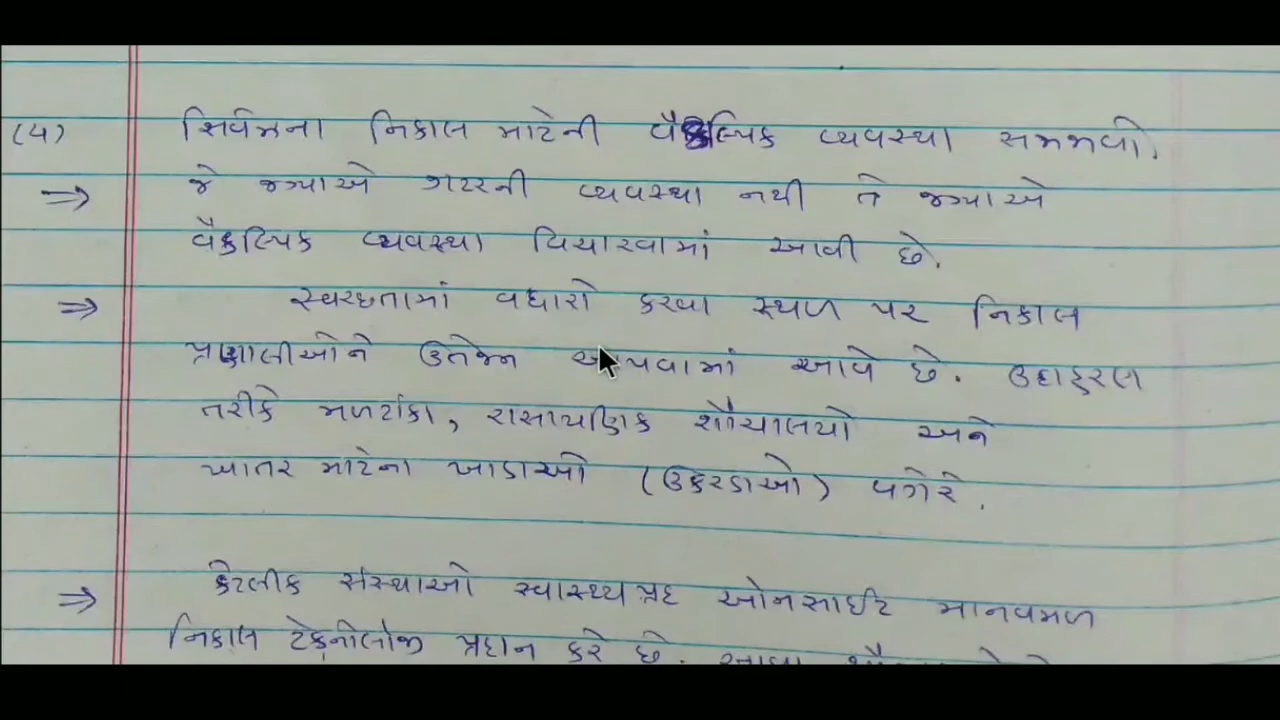 (5) સિવેજના નિકાલ માટેની વૈકલ્પિક વ્યવસ્થા સમજાવો.
⇒ જે જગ્યાએ ગટરની વ્યવસ્થા નથી તે જગ્યાએ
વૈકલ્પિક વ્યવસ્થા વિચારવામાં આવી છે.
⇒ સ્વચ્છતામાં વધારો કરવા સ્થળ પર નિકાલ
પ્રણાલીઓને ઉત્તેજન આપવામાં આવે છે. ઉદાહરણ
તરીકે મળટાંકા, રાસાયણિક શૌચાલયો અને
ખાતર માટેના ખાડાઓ (ઉકરડાઓ) વગેરે.
⇒ કેટલીક સંસ્થાઓ સ્વાસ્થ્યપ્રદ ઓનસાઈટ માનવમળ
નિકાલ ટેકનોલોજી પ્રદાન કરે છે.